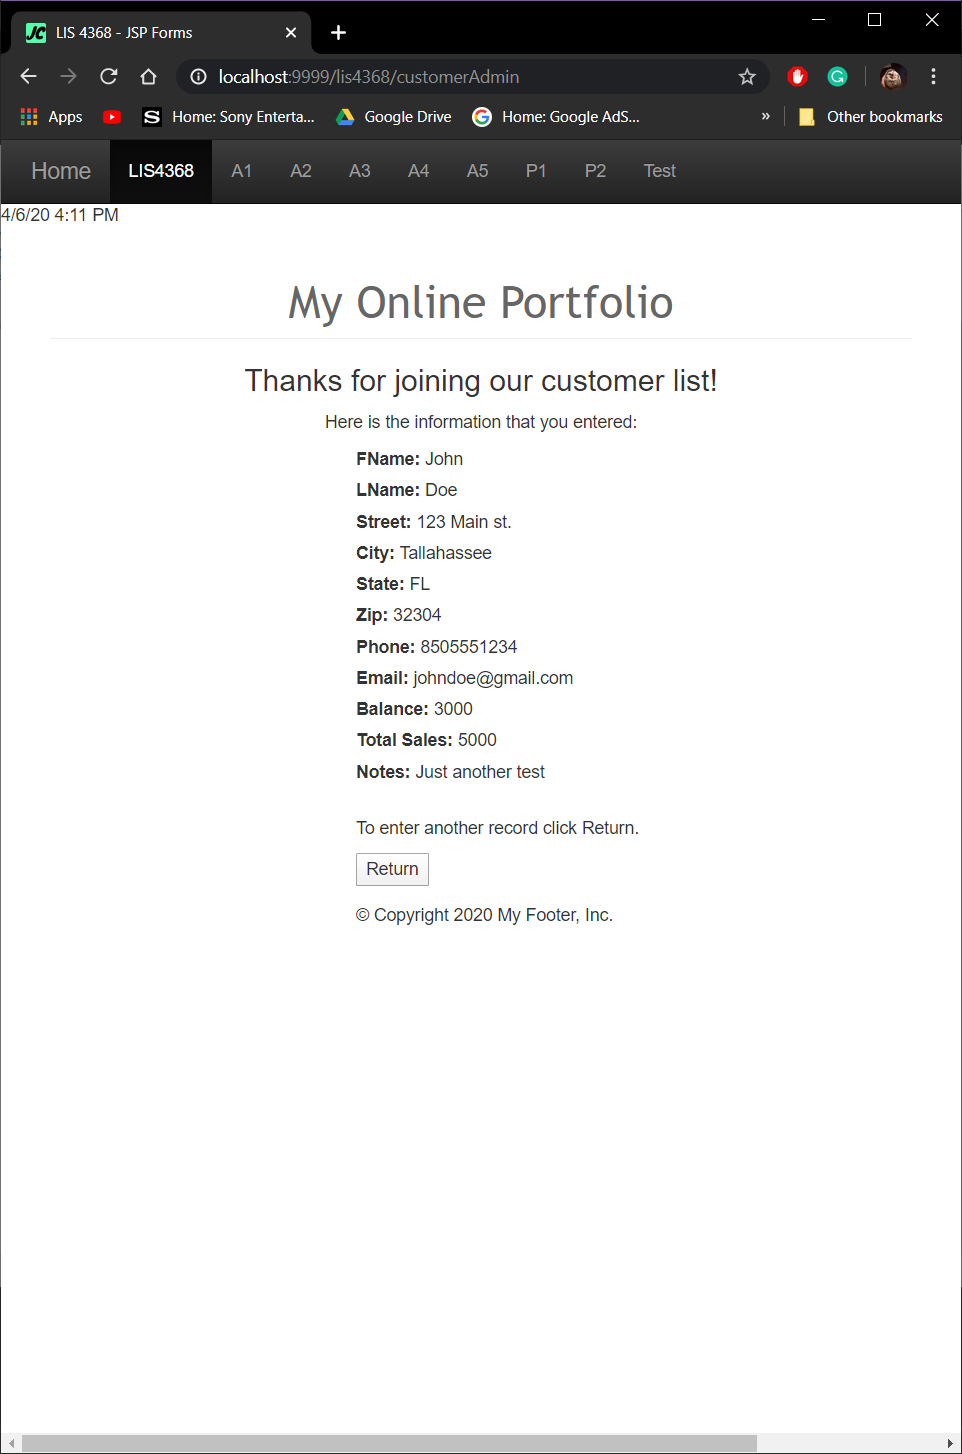 JC LIS 4368 - JSP Forms
localhost:9999/lis4368/customerAdmin
Apps S Home: Sony Enterta... Google Drive G Home: Google AdS... » Other bookmarks
Home LIS4368 A1 A2 A3 A4 A5 P1 P2 Test
4/6/20 4:11 PM
My Online Portfolio
Thanks for joining our customer list!
Here is the information that you entered:
FName: John
LName: Doe
Street: 123 Main st.
City: Tallahassee
State: FL
Zip: 32304
Phone: 8505551234
Email: johndoe@gmail.com
Balance: 3000
Total Sales: 5000
Notes: Just another test
To enter another record click Return.
Return
© Copyright 2020 My Footer, Inc.